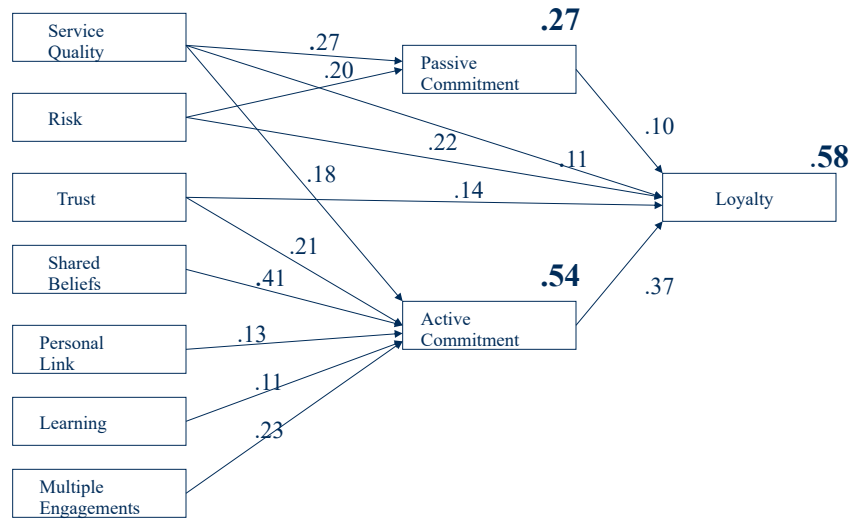 Service
Quality
Risk
Trust
Shared
Beliefs
Personal
Link
Learning
Multiple
Engagements
.27
.20
.22
.11
.18
.14
.21
.41
.13
.11
.23
.27
Passive
Commitment
.54
Active
Commitment
.10
.37
.58
Loyalty